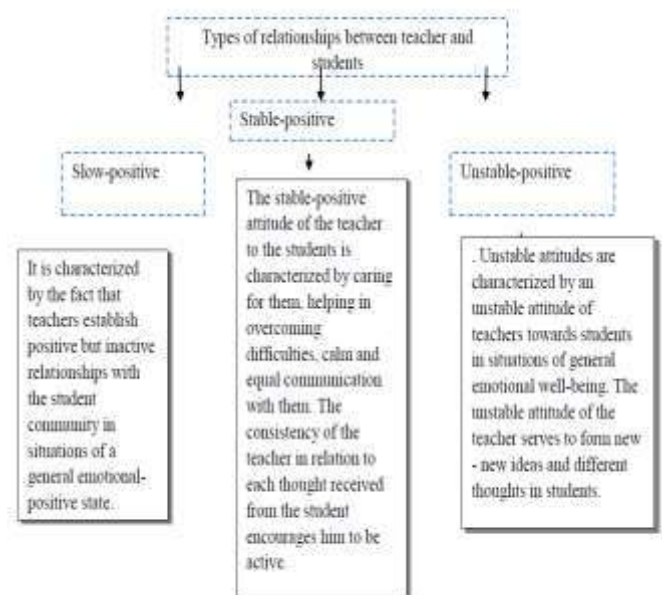 Types of relationships between teacher and
students
Stable-positive
Slow-positive
Unstable-positive
It is characterized
by the fact that
teachers establish
positive but inactive
relationships with
the student
community in
situations of a
general emotional-
positive state.
The stable-positive
attitude of the teacher
to the students is
characterized by caring
for them, helping in
overcoming
difficulties, calm and
equal communication
with them. The
consistency of the
teacher in relation to
each thought received
from the student
encourages him to be
active
. Unstable attitudes are
characterized by an
unstable attitude of
teachers towards students
in situations of general
emotional well-being. The
unstable attitude of the
teacher serves to form new
- new ideas and different
thoughts in students.